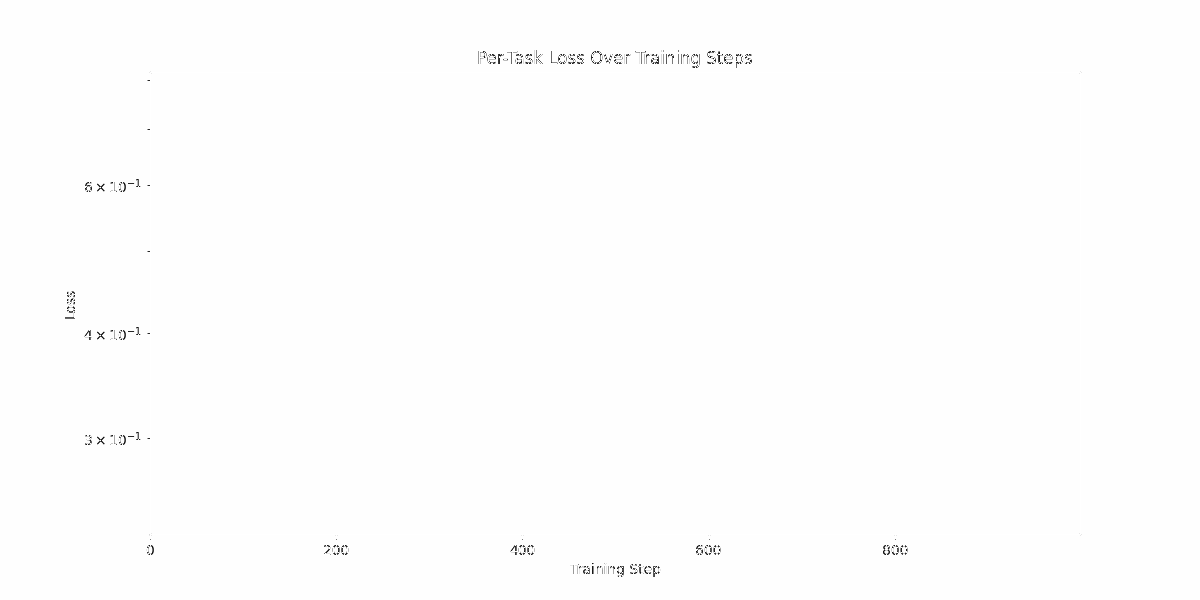 Per-Task Loss Over Training Steps
6 × 10⁻¹
Loss
4 × 10⁻¹
3 × 10⁻¹
0 200 400 600 800
Training Step